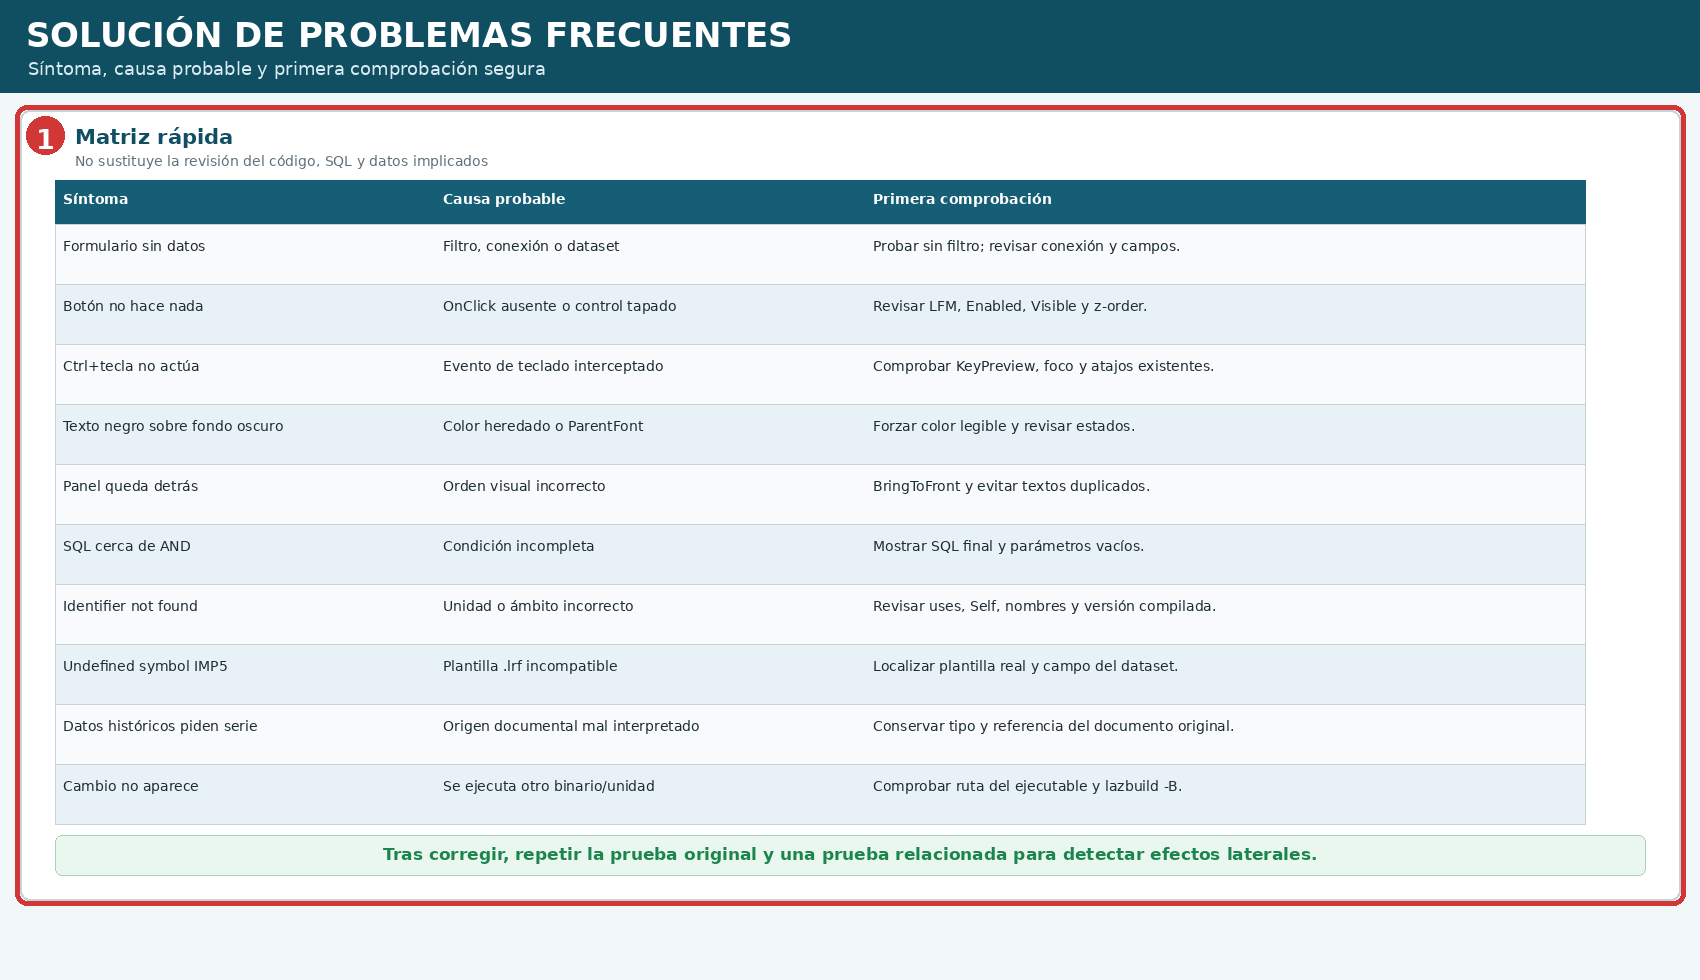 SOLUCIÓN DE PROBLEMAS FRECUENTES
Síntoma, causa probable y primera comprobación segura
1
Matriz rápida
No sustituye la revisión del código, SQL y datos implicados
Síntoma Causa probable Primera comprobación
Formulario sin datos Filtro, conexión o dataset Probar sin filtro; revisar conexión y campos.
Botón no hace nada OnClick ausente o control tapado Revisar LFM, Enabled, Visible y z-order.
Ctrl+tecla no actúa Evento de teclado interceptado Comprobar KeyPreview, foco y atajos existentes.
Texto negro sobre fondo oscuro Color heredado o ParentFont Forzar color legible y revisar estados.
Panel queda detrás Orden visual incorrecto BringToFront y evitar textos duplicados.
SQL cerca de AND Condición incompleta Mostrar SQL final y parámetros vacíos.
Identifier not found Unidad o ámbito incorrecto Revisar uses, Self, nombres y versión compilada.
Undefined symbol IMP5 Plantilla .lrf incompatible Localizar plantilla real y campo del dataset.
Datos históricos piden serie Origen documental mal interpretado Conservar tipo y referencia del documento original.
Cambio no aparece Se ejecuta otro binario/unidad Comprobar ruta del ejecutable y lazbuild -B.
Tras corregir, repetir la prueba original y una prueba relacionada para detectar efectos laterales.